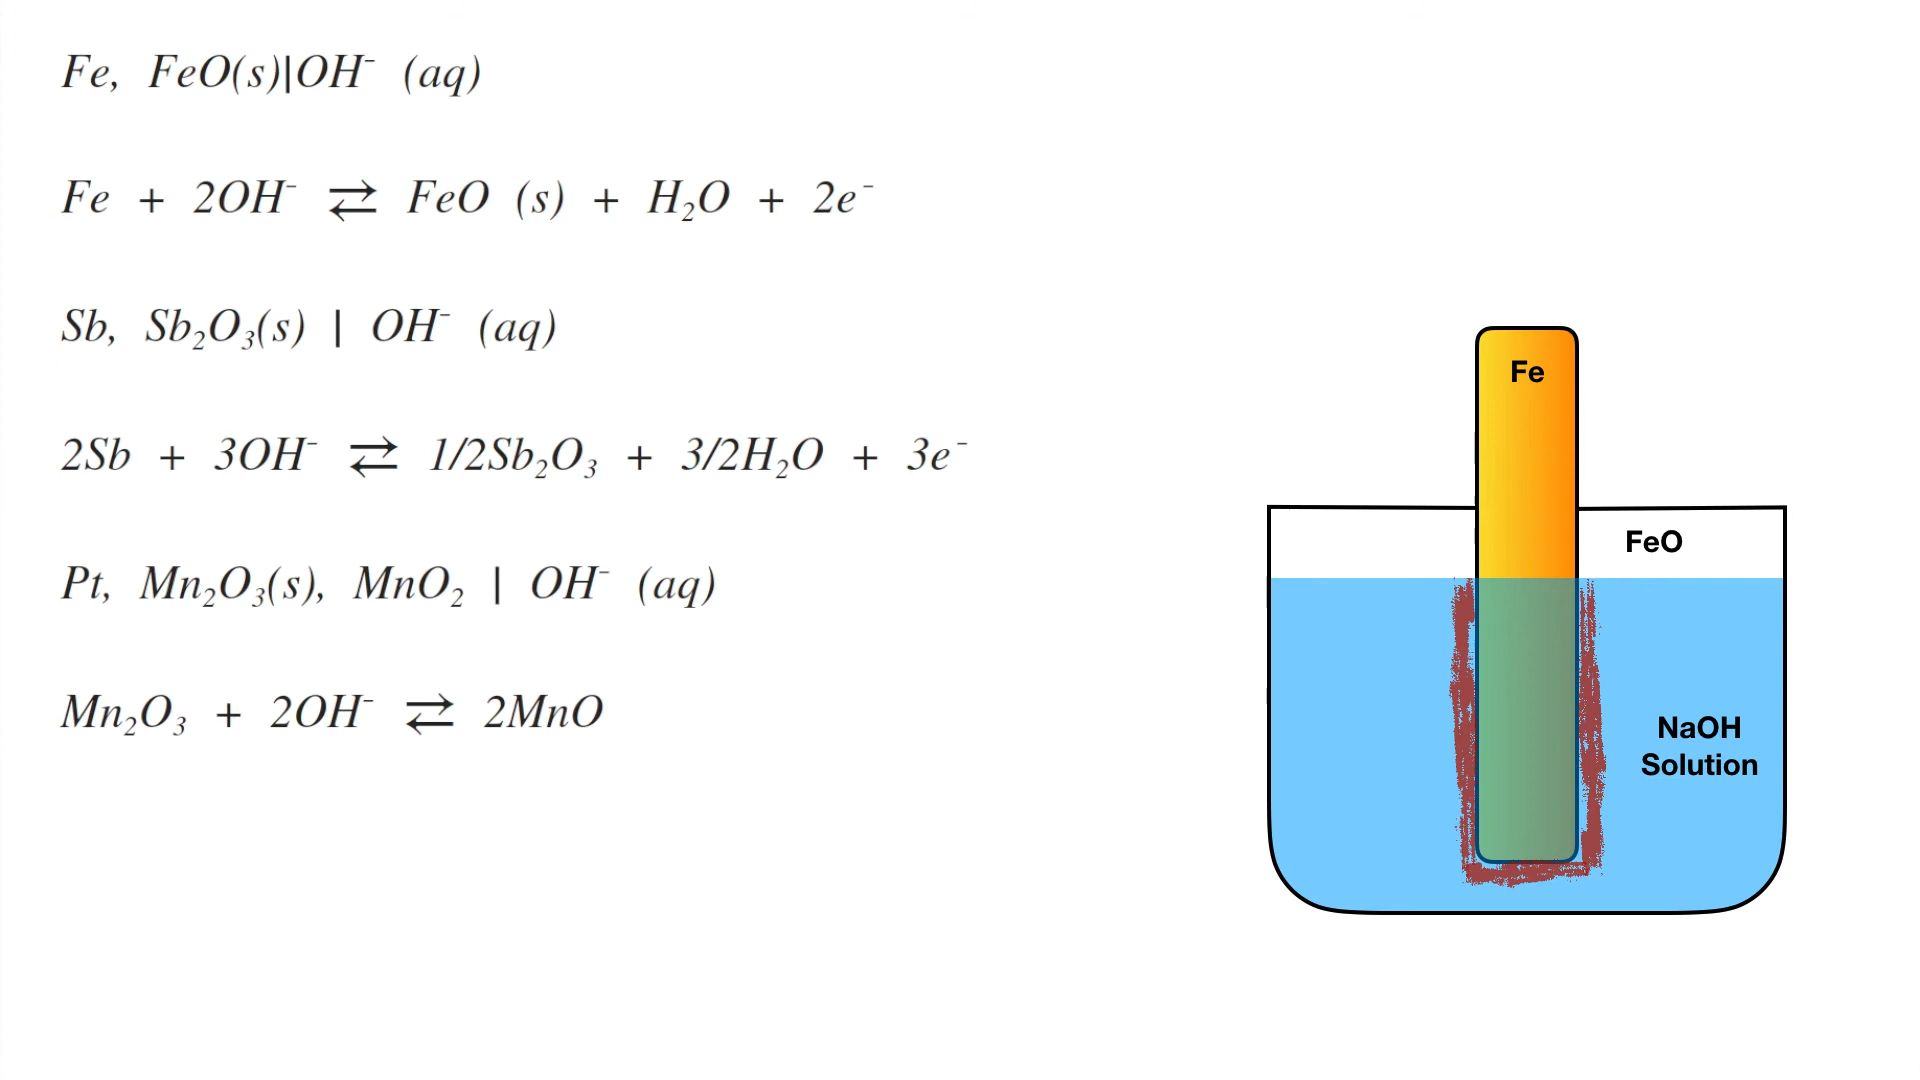 Fe, FeO(s)|OH⁻ (aq)
Fe + 2OH⁻ ⇄ FeO (s) + H₂O + 2e⁻
Sb, Sb₂O₃(s) | OH⁻ (aq)
2Sb + 3OH⁻ ⇄ 1/2Sb₂O₃ + 3/2H₂O + 3e⁻
Pt, Mn₂O₃(s), MnO₂ | OH⁻ (aq)
Mn₂O₃ + 2OH⁻ ⇄ 2MnO
Fe
FeO
NaOH
Solution